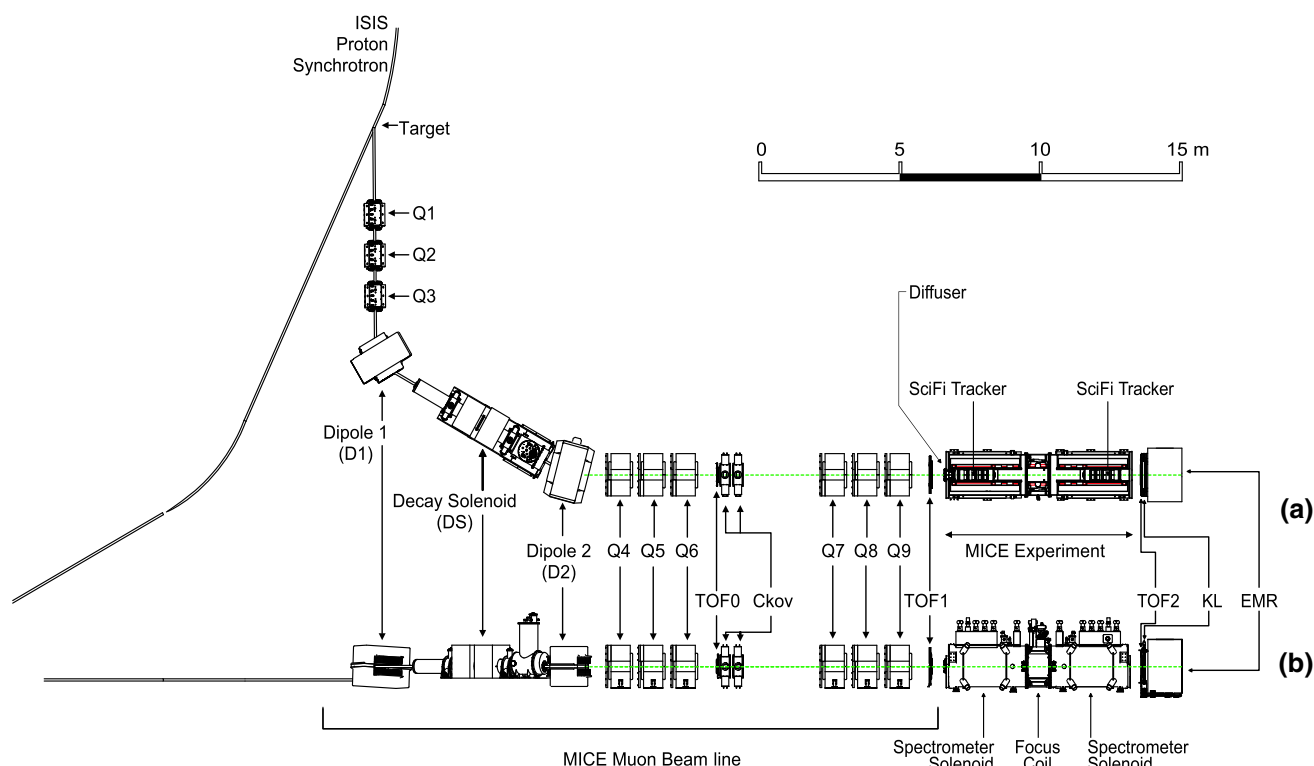 ISIS
Proton
Synchrotron
Target
0 5 10 15 m
Q1
Q2
Q3
Diffuser
SciFi Tracker SciFi Tracker
Dipole 1
(D1)
Decay Solenoid
(DS)
(a)
Dipole 2
(D2)
Q4 Q5 Q6 Q7 Q8 Q9 MICE Experiment
TOF0 Ckov TOF1 TOF2 KL EMR
(b)
MICE Muon Beam line
Spectrometer Focus Spectrometer
Solenoid Coil Solenoid